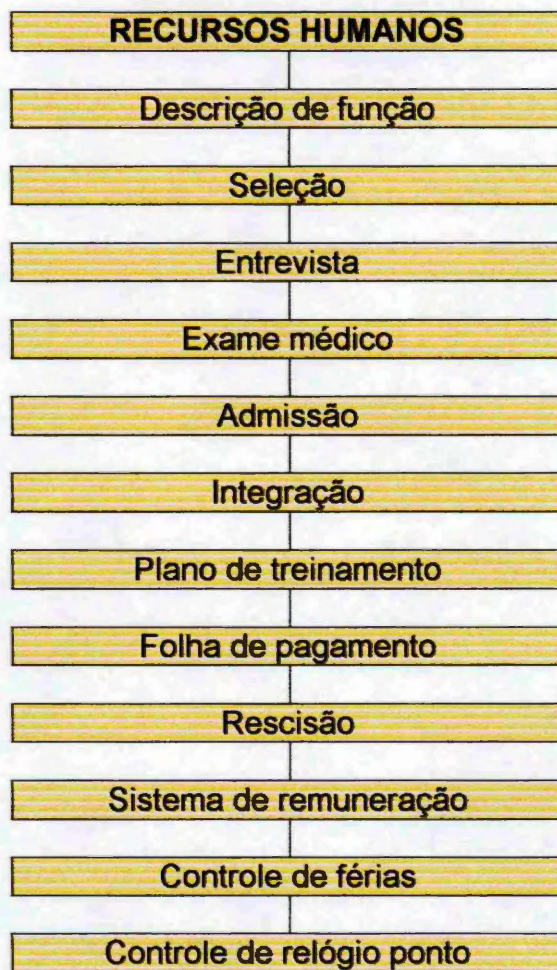 RECURSOS HUMANOS
Descrição de função
Seleção
Entrevista
Exame médico
Admissão
Integração
Plano de treinamento
Folha de pagamento
Rescisão
Sistema de remuneração
Controle de férias
Controle de relógio ponto